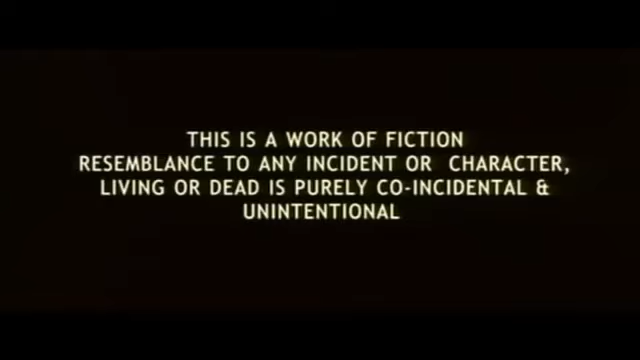 THIS IS A WORK OF FICTION
RESEMBLANCE TO ANY INCIDENT OR CHARACTER,
LIVING OR DEAD IS PURELY CO-INCIDENTAL &
UNINTENTIONAL